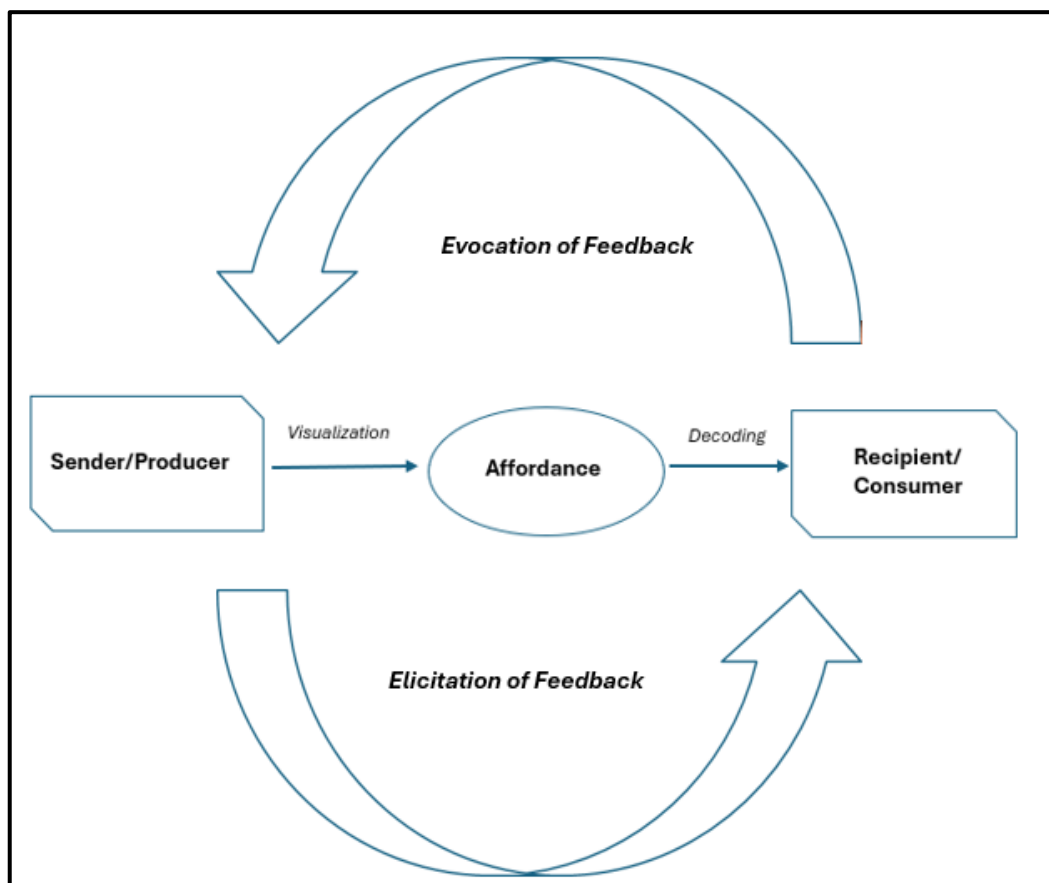 Evocation of Feedback
Visualization
Decoding
Sender/Producer
Affordance
Recipient/
Consumer
Elicitation of Feedback